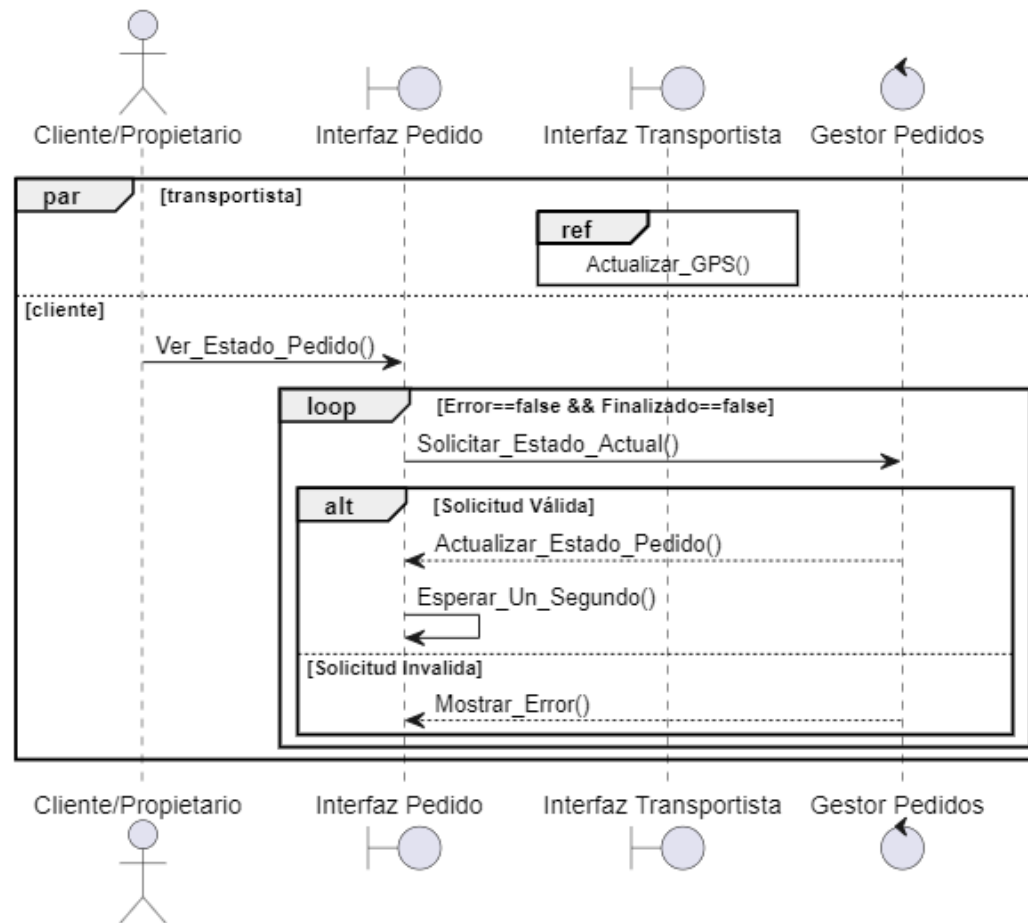 Cliente/Propietario
Interfaz Pedido
Interfaz Transportista
Gestor Pedidos
par
[transportista]
ref
Actualizar_GPS()
[cliente]
Ver_Estado_Pedido()
loop
[Error==false && Finalizado==false]
Solicitar_Estado_Actual()
alt
[Solicitud Válida]
Actualizar_Estado_Pedido()
Esperar_Un_Segundo()
[Solicitud Invalida]
Mostrar_Error()
Cliente/Propietario
Interfaz Pedido
Interfaz Transportista
Gestor Pedidos